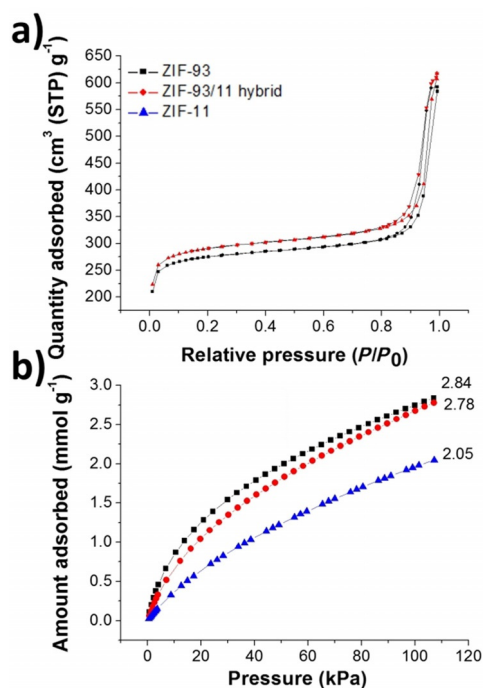 a)
ZIF-93
ZIF-93/11 hybrid
ZIF-11
650
600
550
500
450
400
350
300
250
200
Quantity adsorbed (cm³ (STP) g⁻¹)
0.0 0.2 0.4 0.6 0.8 1.0
Relative pressure (P/P₀)
b)
3.0
2.5
2.0
1.5
1.0
0.5
0.0
Amount adsorbed (mmol g⁻¹)
2.84
2.78
2.05
0 20 40 60 80 100 120
Pressure (kPa)